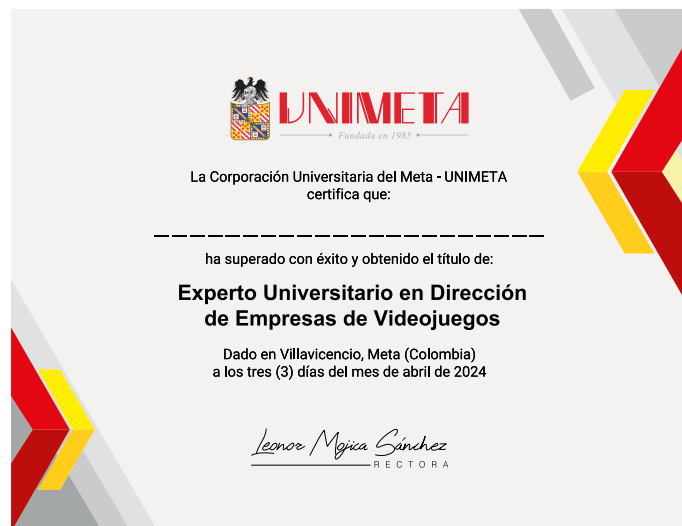 UNIMETA
Fundada en 1985
La Corporación Universitaria del Meta - UNIMETA
certifica que:
ha superado con éxito y obtenido el título de:
Experto Universitario en Dirección
de Empresas de Videojuegos
Dado en Villavicencio, Meta (Colombia)
a los tres (3) días del mes de abril de 2024
Leonor Mojica Sánchez
RECTORA